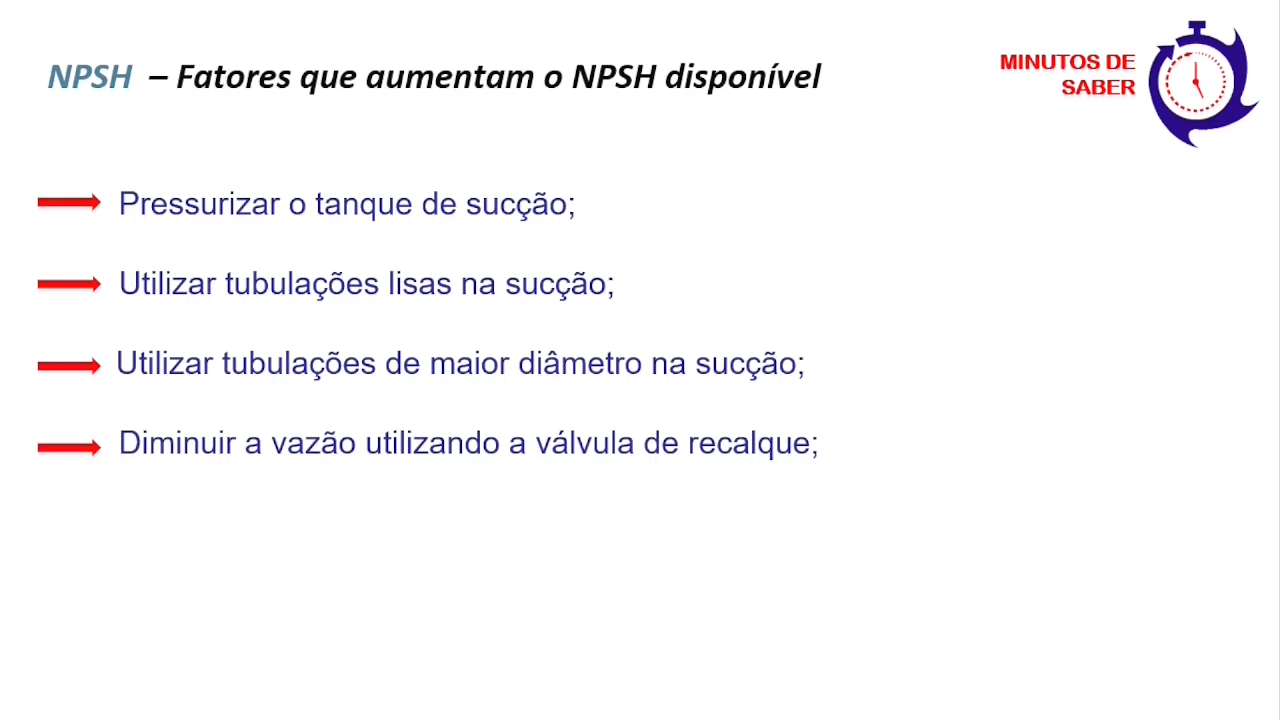 NPSH – Fatores que aumentam o NPSH disponível
MINUTOS DE
SABER
Pressurizar o tanque de sucção;
Utilizar tubulações lisas na sucção;
Utilizar tubulações de maior diâmetro na sucção;
Diminuir a vazão utilizando a válvula de recalque;